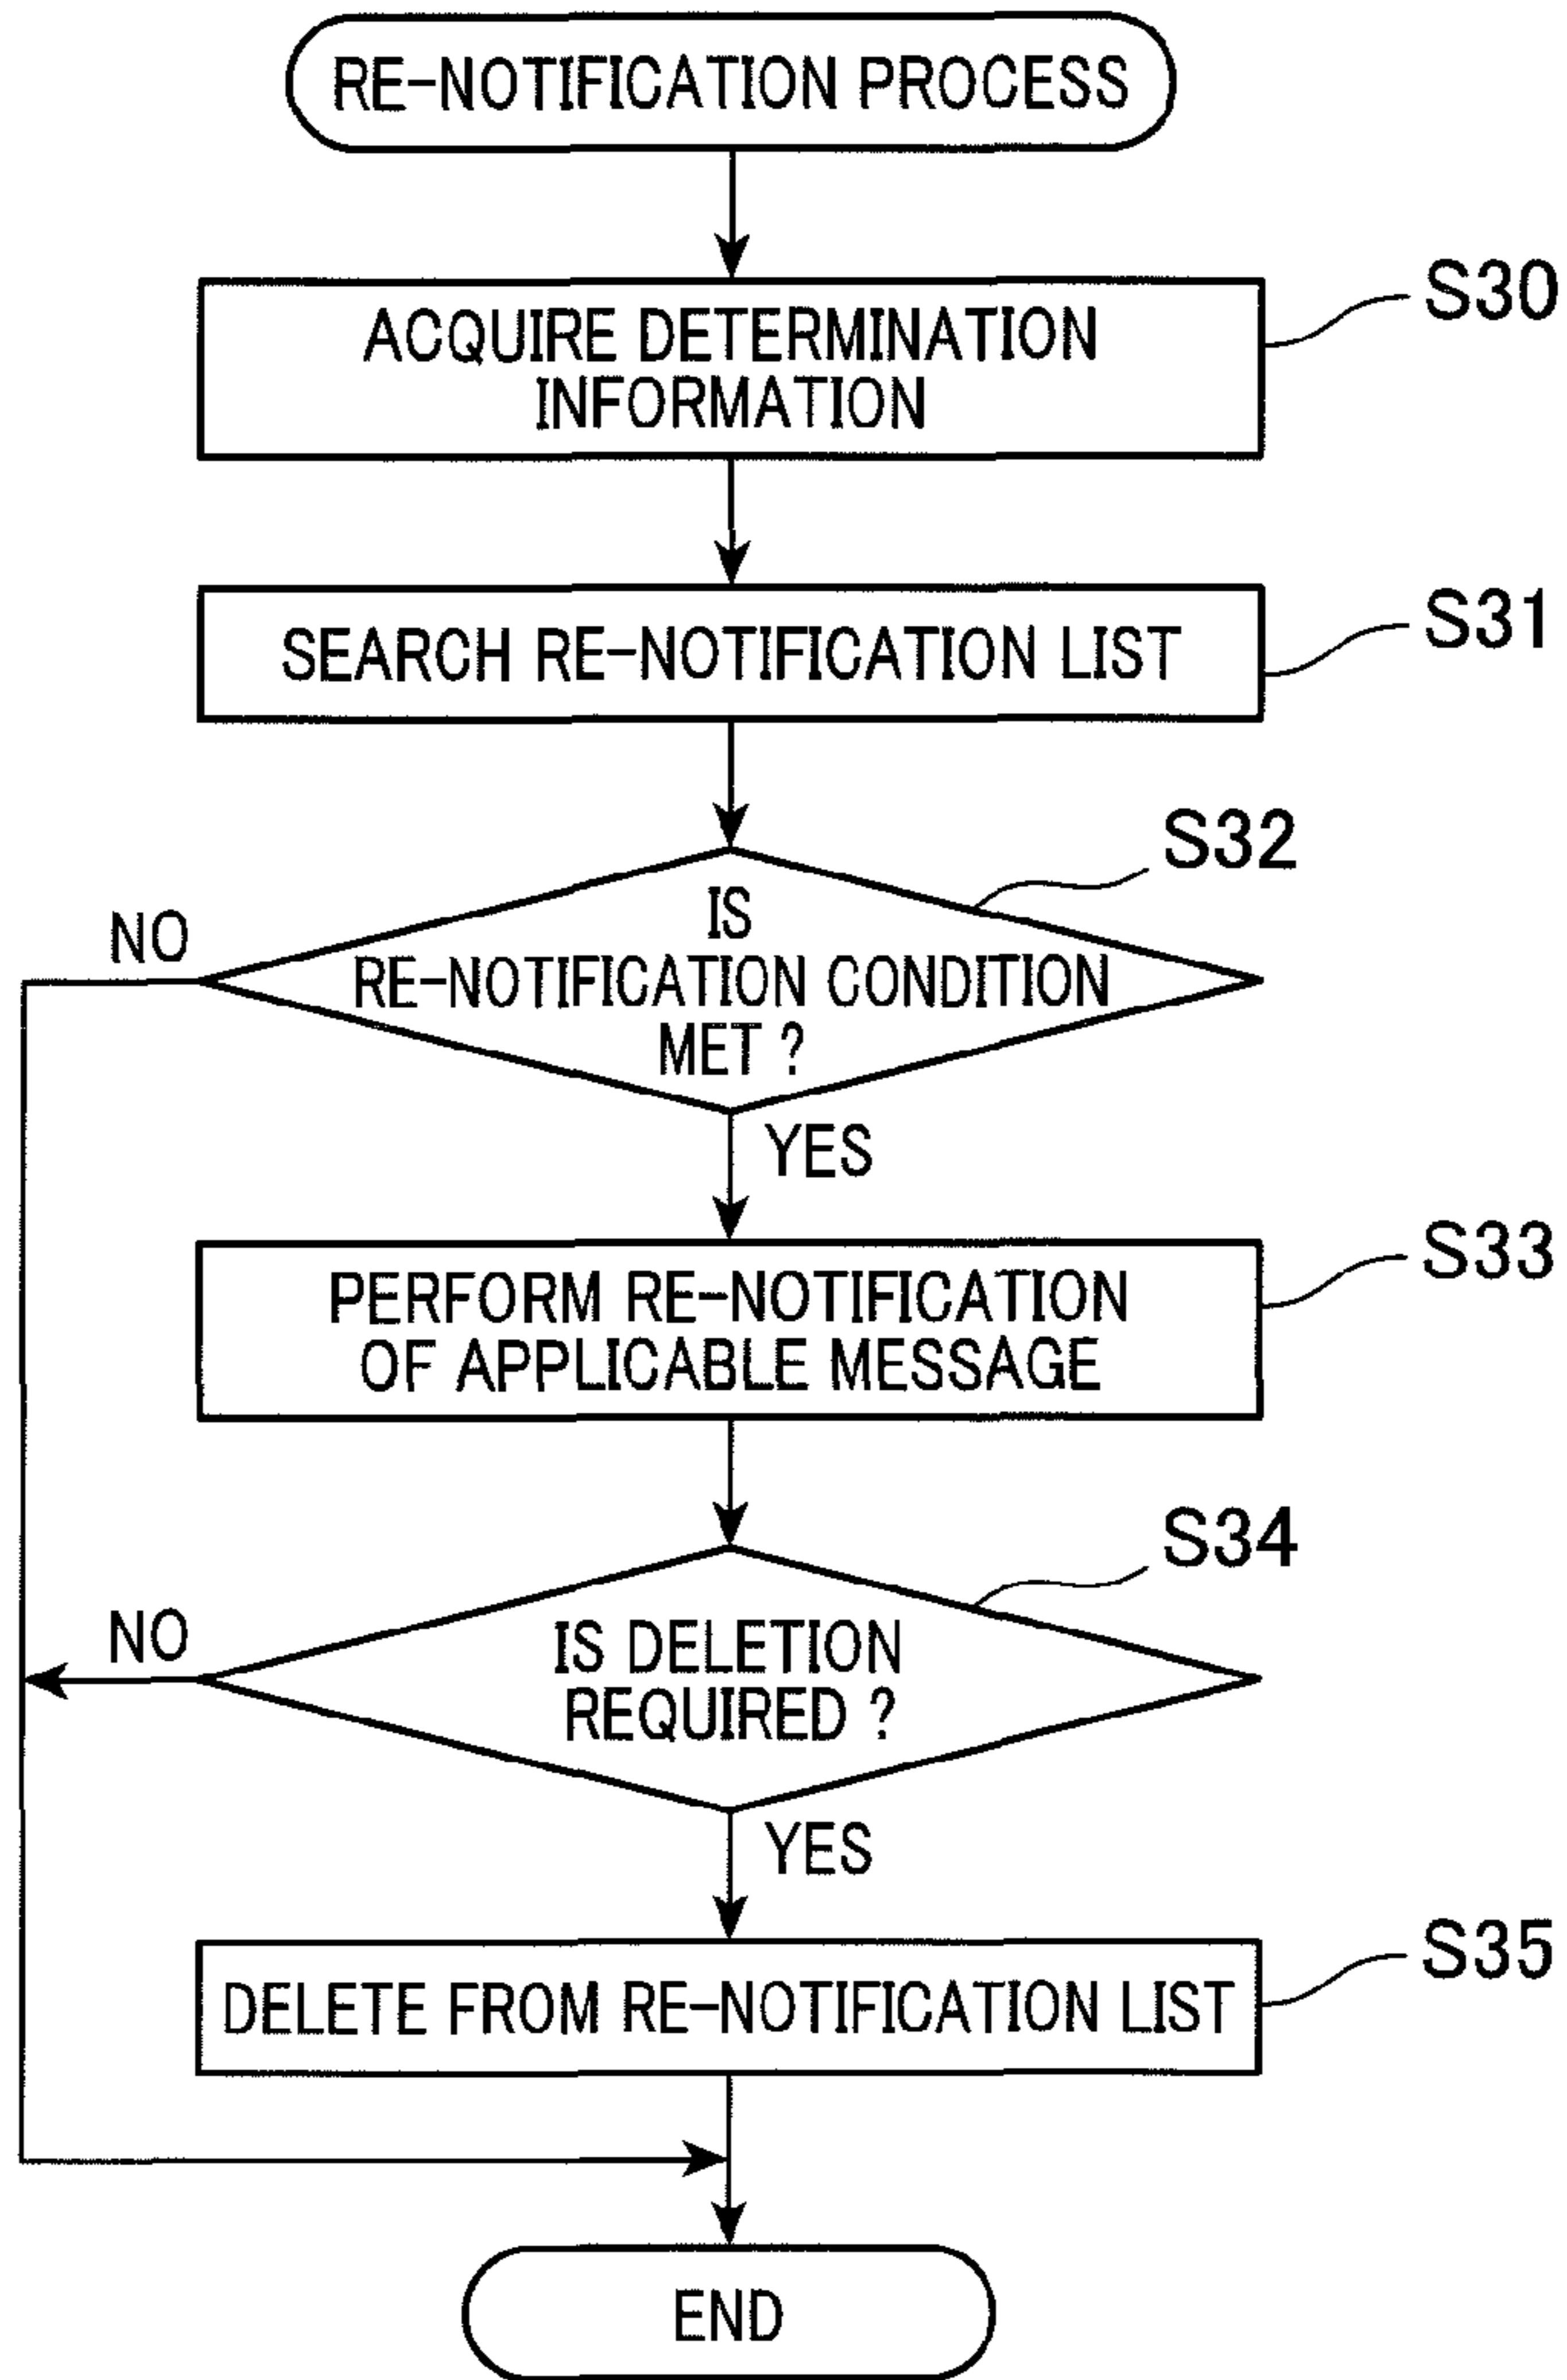 RE-NOTIFICATION PROCESS
S30
ACQUIRE DETERMINATION
INFORMATION
S31
SEARCH RE-NOTIFICATION LIST
S32
NO
IS
RE-NOTIFICATION CONDITION
MET ?
YES
S33
PERFORM RE-NOTIFICATION
OF APPLICABLE MESSAGE
S34
NO
IS DELETION
REQUIRED ?
YES
S35
DELETE FROM RE-NOTIFICATION LIST
END